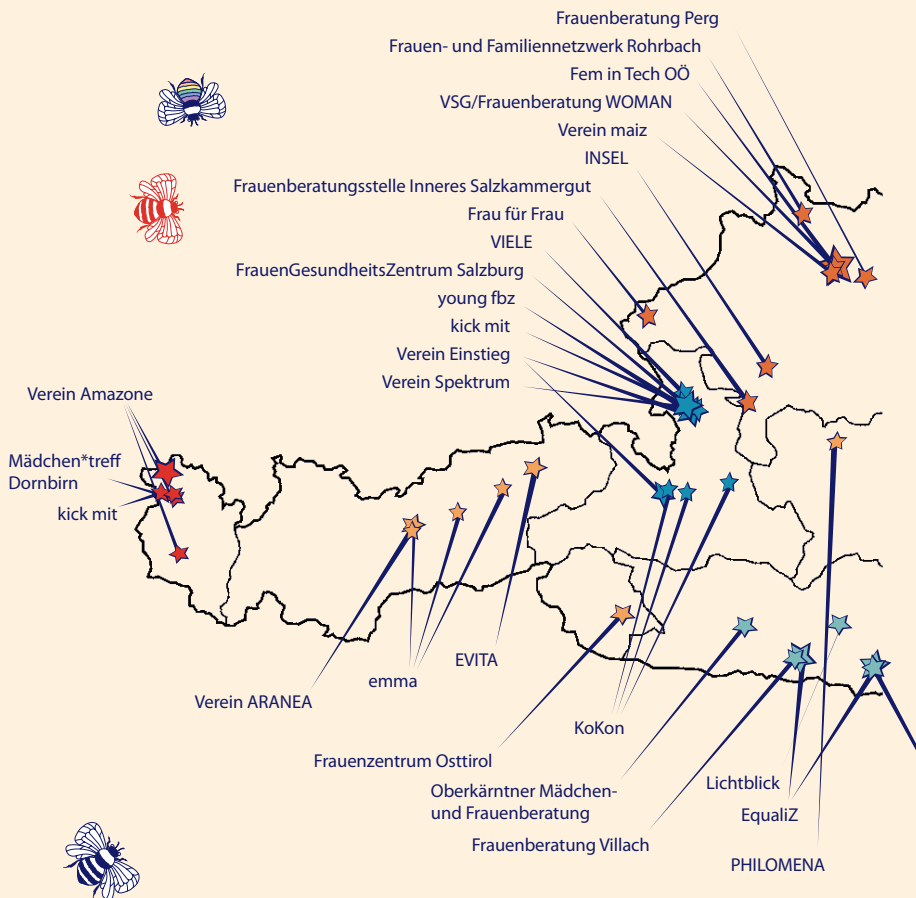 Frauenberatung Perg
Frauen- und Familiennetzwerk Rohrbach
Fem in Tech OÖ
VSG/Frauenberatung WOMAN
Verein maiz
INSEL
Frauenberatungsstelle Inneres Salzkammergut
Frau für Frau
VIELE
FrauenGesundheitsZentrum Salzburg
young fbz
kick mit
Verein Einstieg
Verein Spektrum
Verein Amazone
Mädchen*treff
Dornbirn
kick mit
EVITA
emma
Verein ARANEA
KoKon
Frauenzentrum Osttirol
Oberkärntner Mädchen-
und Frauenberatung
Lichtblick
EqualiZ
Frauenberatung Villach
PHILOMENA